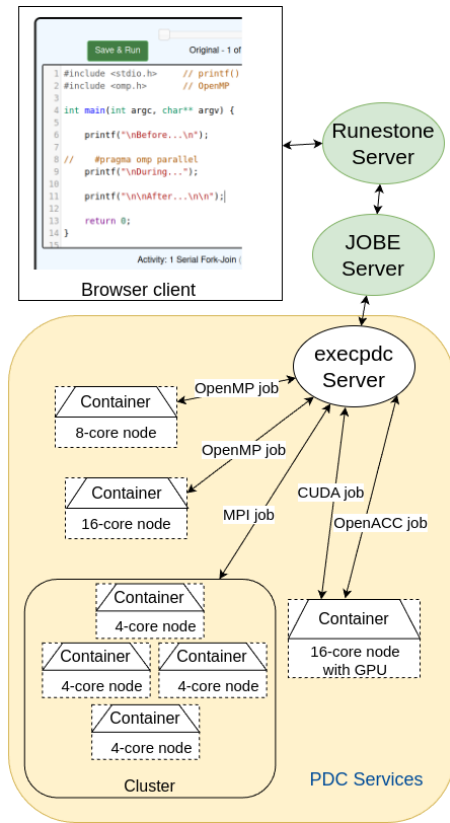 Save & Run
Original - 1 of
1 #include <stdio.h> // printf()
2 #include <omp.h> // OpenMP
3
4 int main(int argc, char** argv) {
5
6 printf("\nBefore...\n");
7
8 // #pragma omp parallel
9 printf("\nDuring...");
10
11 printf("\n\nAfter...\n\n");
12
13 return 0;
14 }
15
Activity: 1 Serial Fork-Join (
Browser client
Runestone
Server
JOBE
Server
execpdc
Server
OpenMP job
Container
8-core node
OpenMP job
Container
16-core node
CUDA job
MPI job
OpenACC job
Container
4-core node
Container
4-core node
Container
4-core node
Container
4-core node
Cluster
Container
16-core node
with GPU
PDC Services